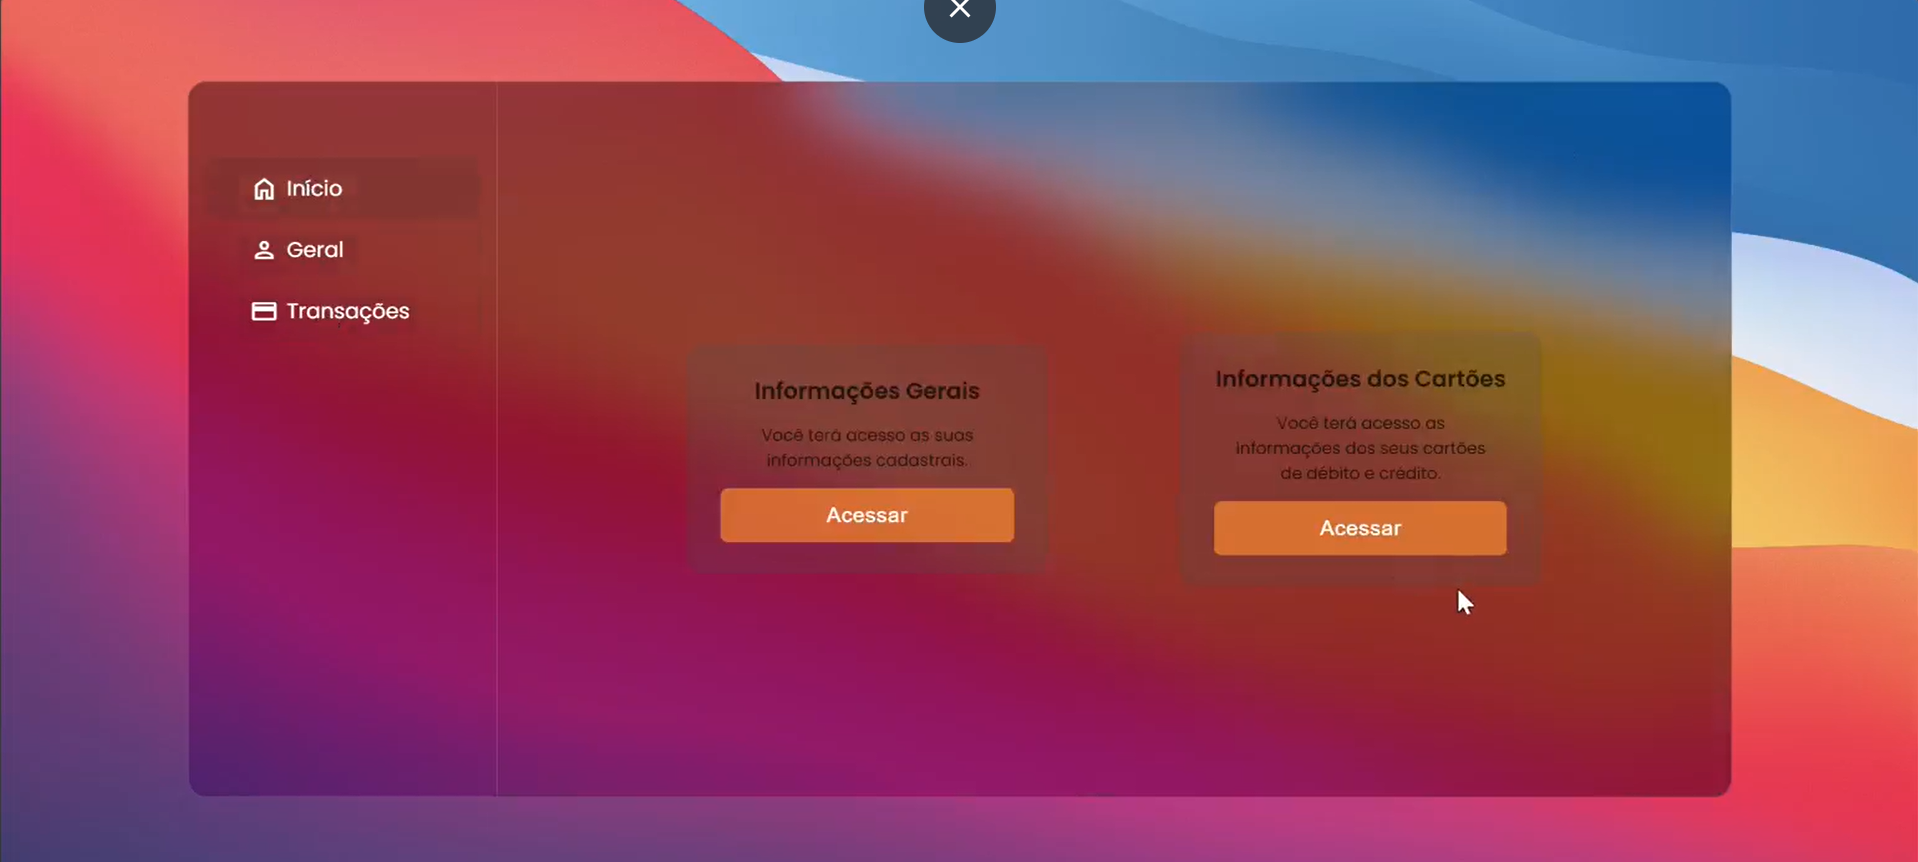 Início
Geral
Transações
Informações Gerais
Você terá acesso as suas
informações cadastrais.
Acessar
Informações dos Cartões
Você terá acesso as
informações dos seus cartões
de débito e crédito.
Acessar